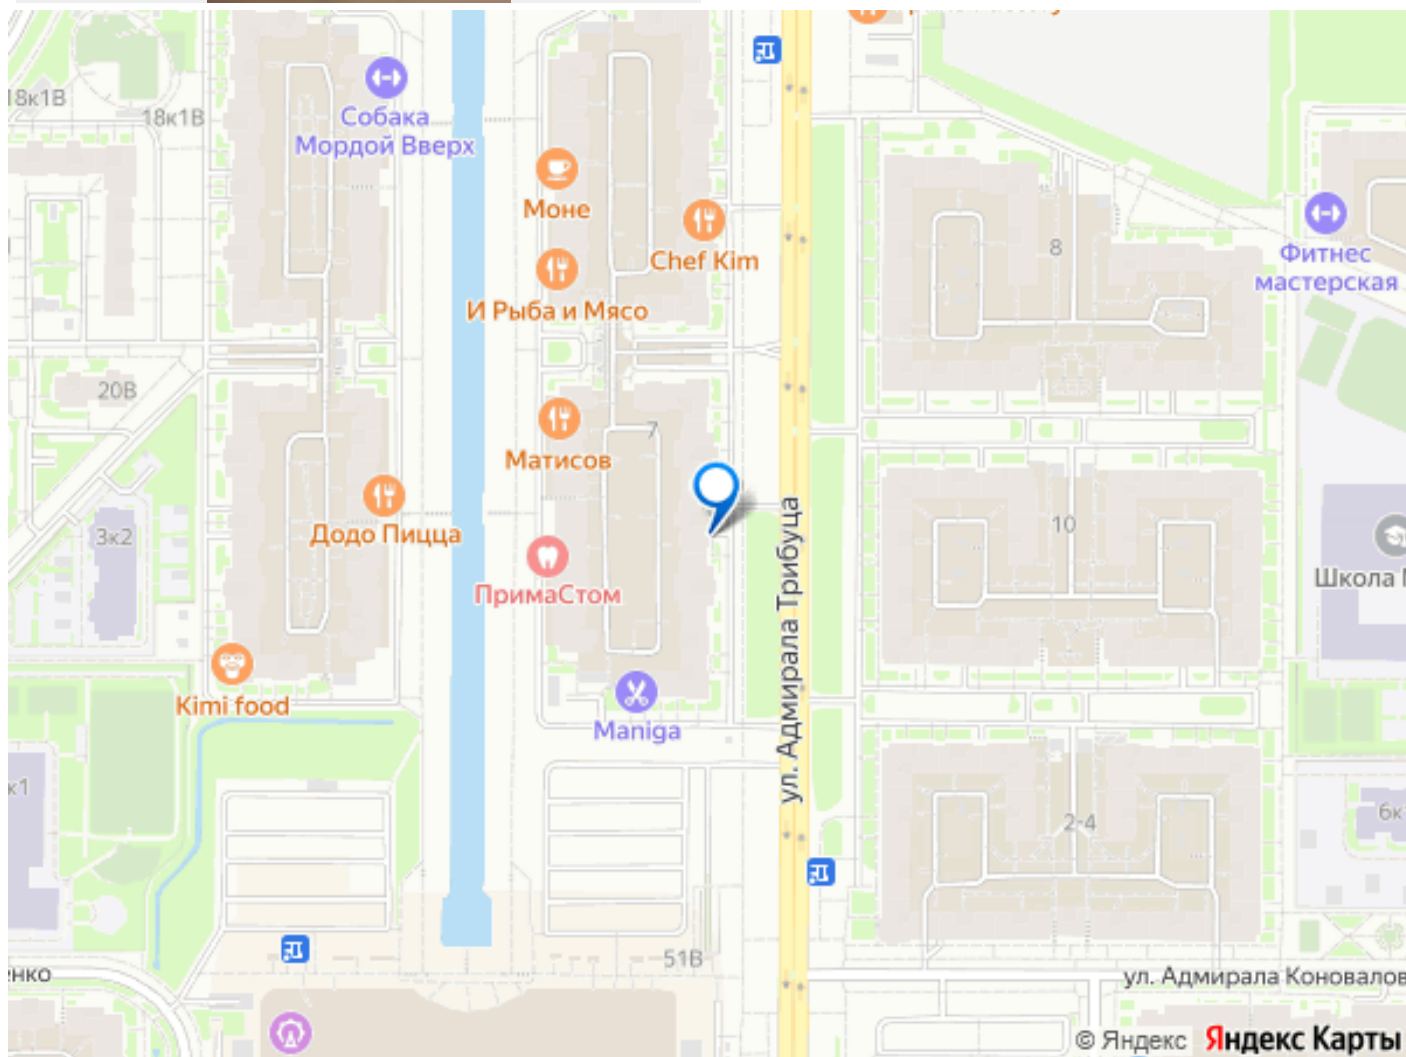 18к1В
18к1В
Собака
Мордой Вверх
Моне
Chef Kim
8
Фитнес
мастерская
И Рыба и Мясо
20В
7
Матисов
3к2
Додо Пицца
10
ПримаСтом
Школа
ул. Адмирала Трибуца
Kimi food
Maniga
к1
2-4
6к
51В
енко
ул. Адмирала Коновалов
© Яндекс Яндекс Карты